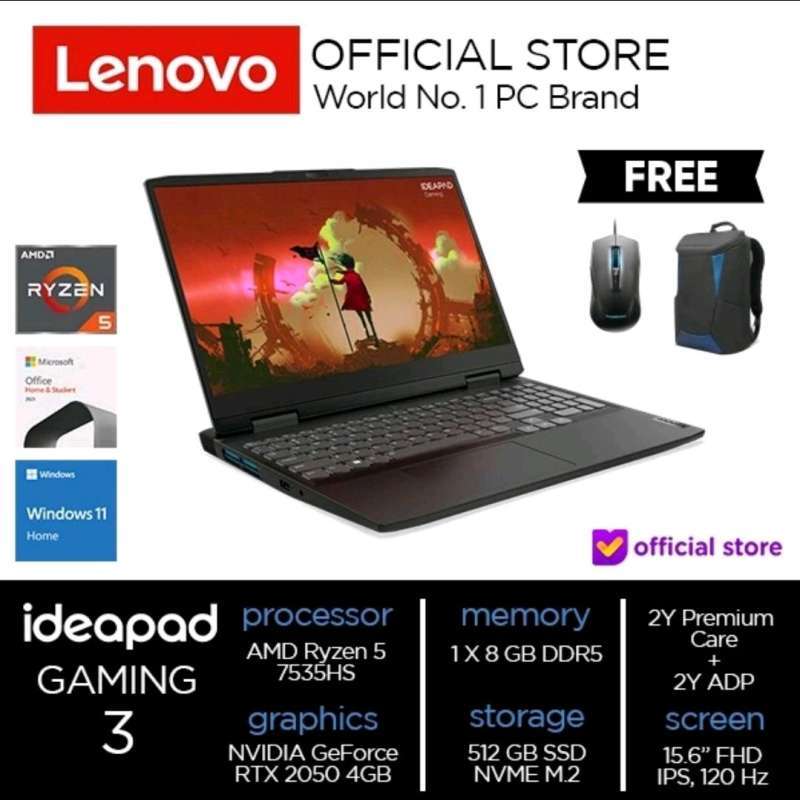 Lenovo
OFFICIAL STORE
World No. 1 PC Brand
FREE
IDEAPAD
Gaming
AMD
RYZEN
5
Microsoft
Office
Home & Student
2021
Windows
Windows 11
Home
official store
ideapad
GAMING
3
processor
AMD Ryzen 5
7535HS
graphics
NVIDIA GeForce
RTX 2050 4GB
memory
1 X 8 GB DDR5
storage
512 GB SSD
NVME M.2
2Y Premium
Care
+
2Y ADP
screen
15.6” FHD
IPS, 120 Hz